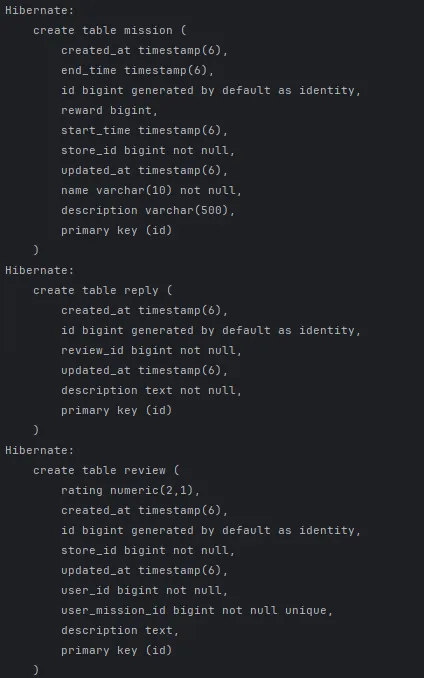 Hibernate:
    create table mission (
        created_at timestamp(6),
        end_time timestamp(6),
        id bigint generated by default as identity,
        reward bigint,
        start_time timestamp(6),
        store_id bigint not null,
        updated_at timestamp(6),
        name varchar(10) not null,
        description varchar(500),
        primary key (id)
    )
Hibernate:
    create table reply (
        created_at timestamp(6),
        id bigint generated by default as identity,
        review_id bigint not null,
        updated_at timestamp(6),
        description text not null,
        primary key (id)
    )
Hibernate:
    create table review (
        rating numeric(2,1),
        created_at timestamp(6),
        id bigint generated by default as identity,
        store_id bigint not null,
        updated_at timestamp(6),
        user_id bigint not null,
        user_mission_id bigint not null unique,
        description text,
        primary key (id)
    )